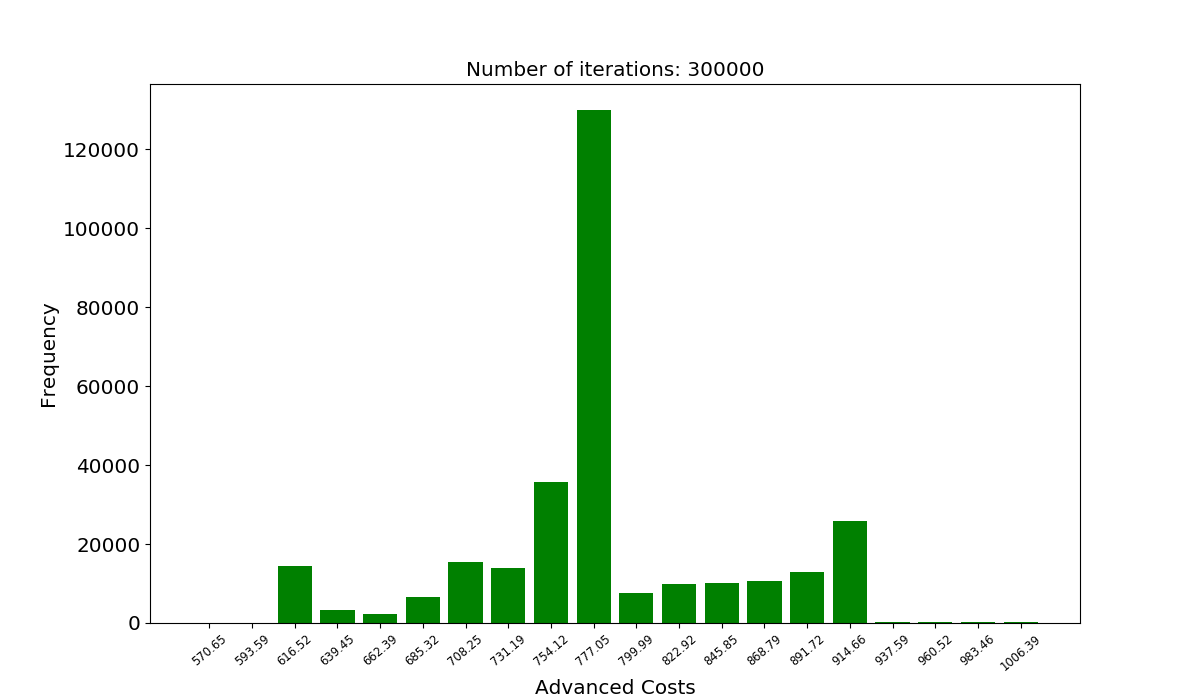 Number of iterations: 300000
120000
100000
80000
60000
40000
20000
0
Frequency
570.65 593.59 616.52 639.45 662.39 685.32 708.25 731.19 754.12 777.05 799.99 822.92 845.85 868.79 891.72 914.66 937.59 960.52 983.46 1006.39
Advanced Costs